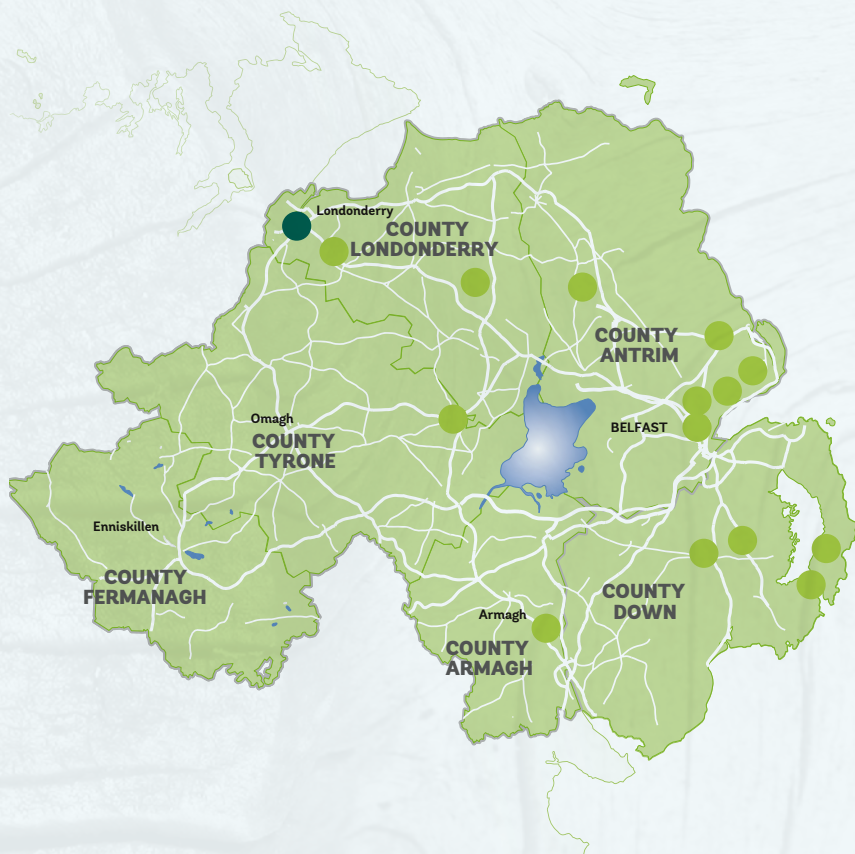 Londonderry
COUNTY
LONDONDERRY
COUNTY
ANTRIM
Omagh
COUNTY
TYRONE
BELFAST
Enniskillen
COUNTY
FERMANAGH
COUNTY
DOWN
Armagh
COUNTY
ARMAGH